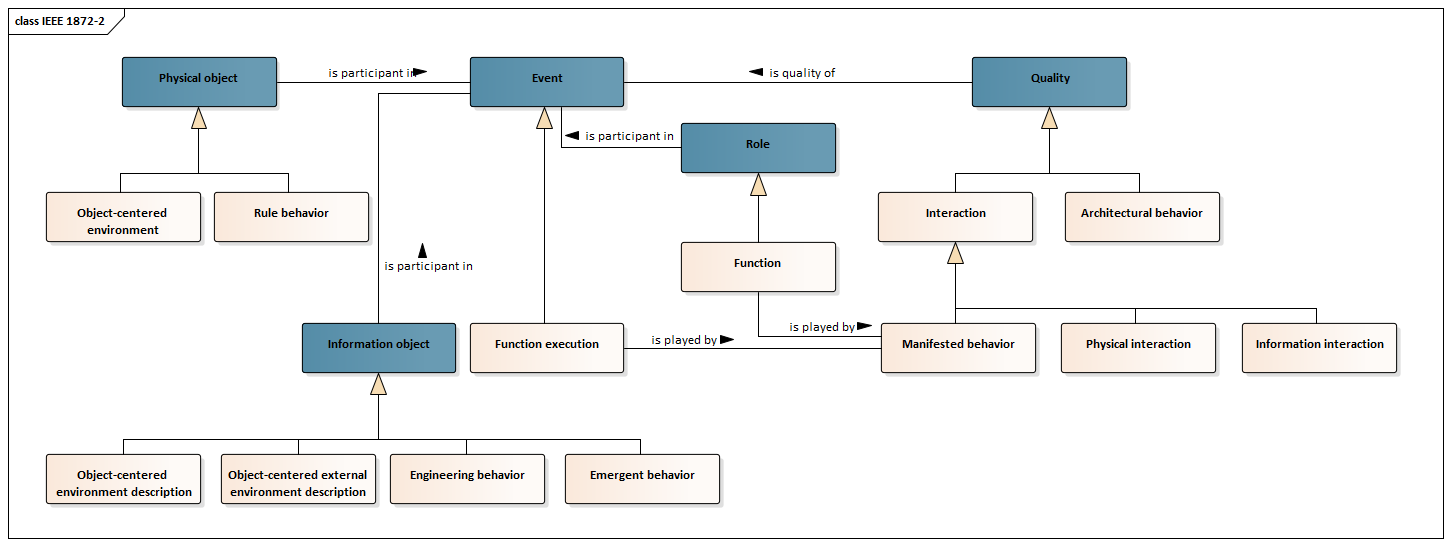 class IEEE 1872-2
Physical object
is participant in
Event
is quality of
Quality
is participant in
Role
Object-centered
environment
Rule behavior
Interaction
Architectural behavior
is participant in
Function
is played by
Information object
Function execution
is played by
Manifested behavior
Physical interaction
Information interaction
Object-centered
environment description
Object-centered external
environment description
Engineering behavior
Emergent behavior